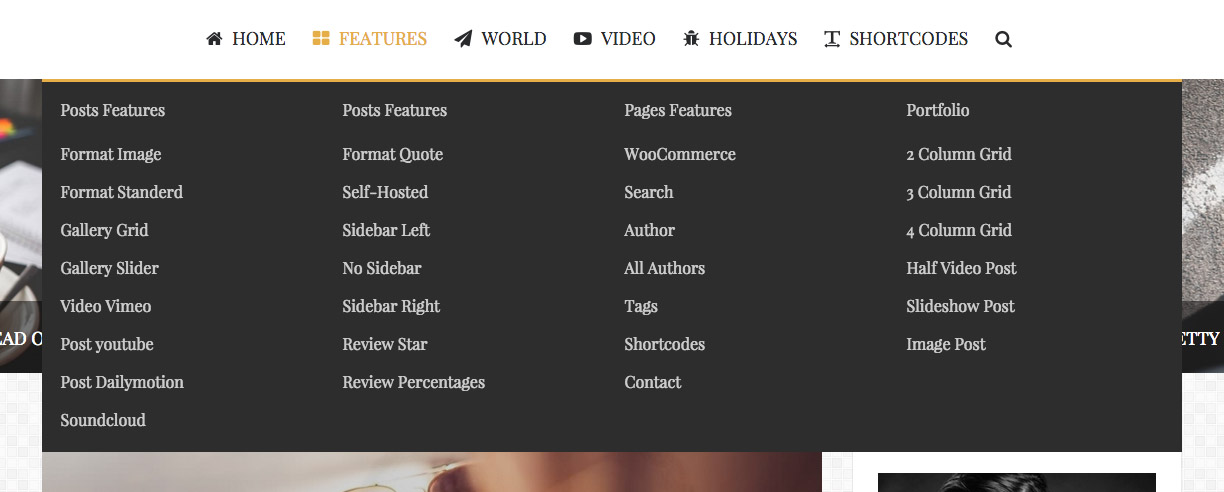 HOME FEATURES WORLD VIDEO HOLIDAYS SHORTCODES
Posts Features
Format Image
Format Standerd
Gallery Grid
Gallery Slider
Video Vimeo
Post youtube
Post Dailymotion
Soundcloud
Posts Features
Format Quote
Self-Hosted
Sidebar Left
No Sidebar
Sidebar Right
Review Star
Review Percentages
Pages Features
WooCommerce
Search
Author
All Authors
Tags
Shortcodes
Contact
Portfolio
2 Column Grid
3 Column Grid
4 Column Grid
Half Video Post
Slideshow Post
Image Post